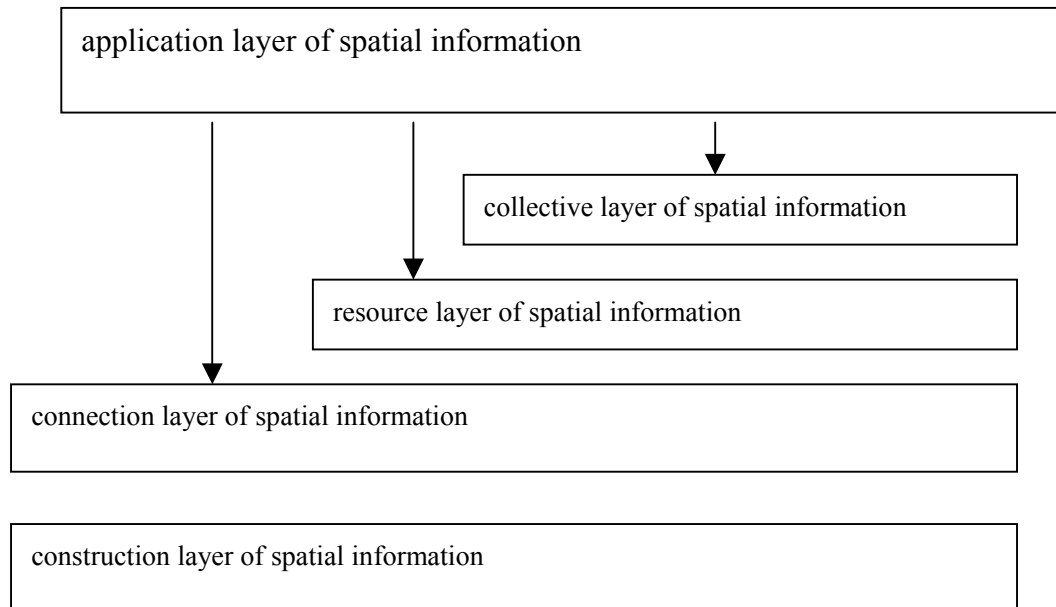 application layer of spatial information
collective layer of spatial information
resource layer of spatial information
connection layer of spatial information
construction layer of spatial information